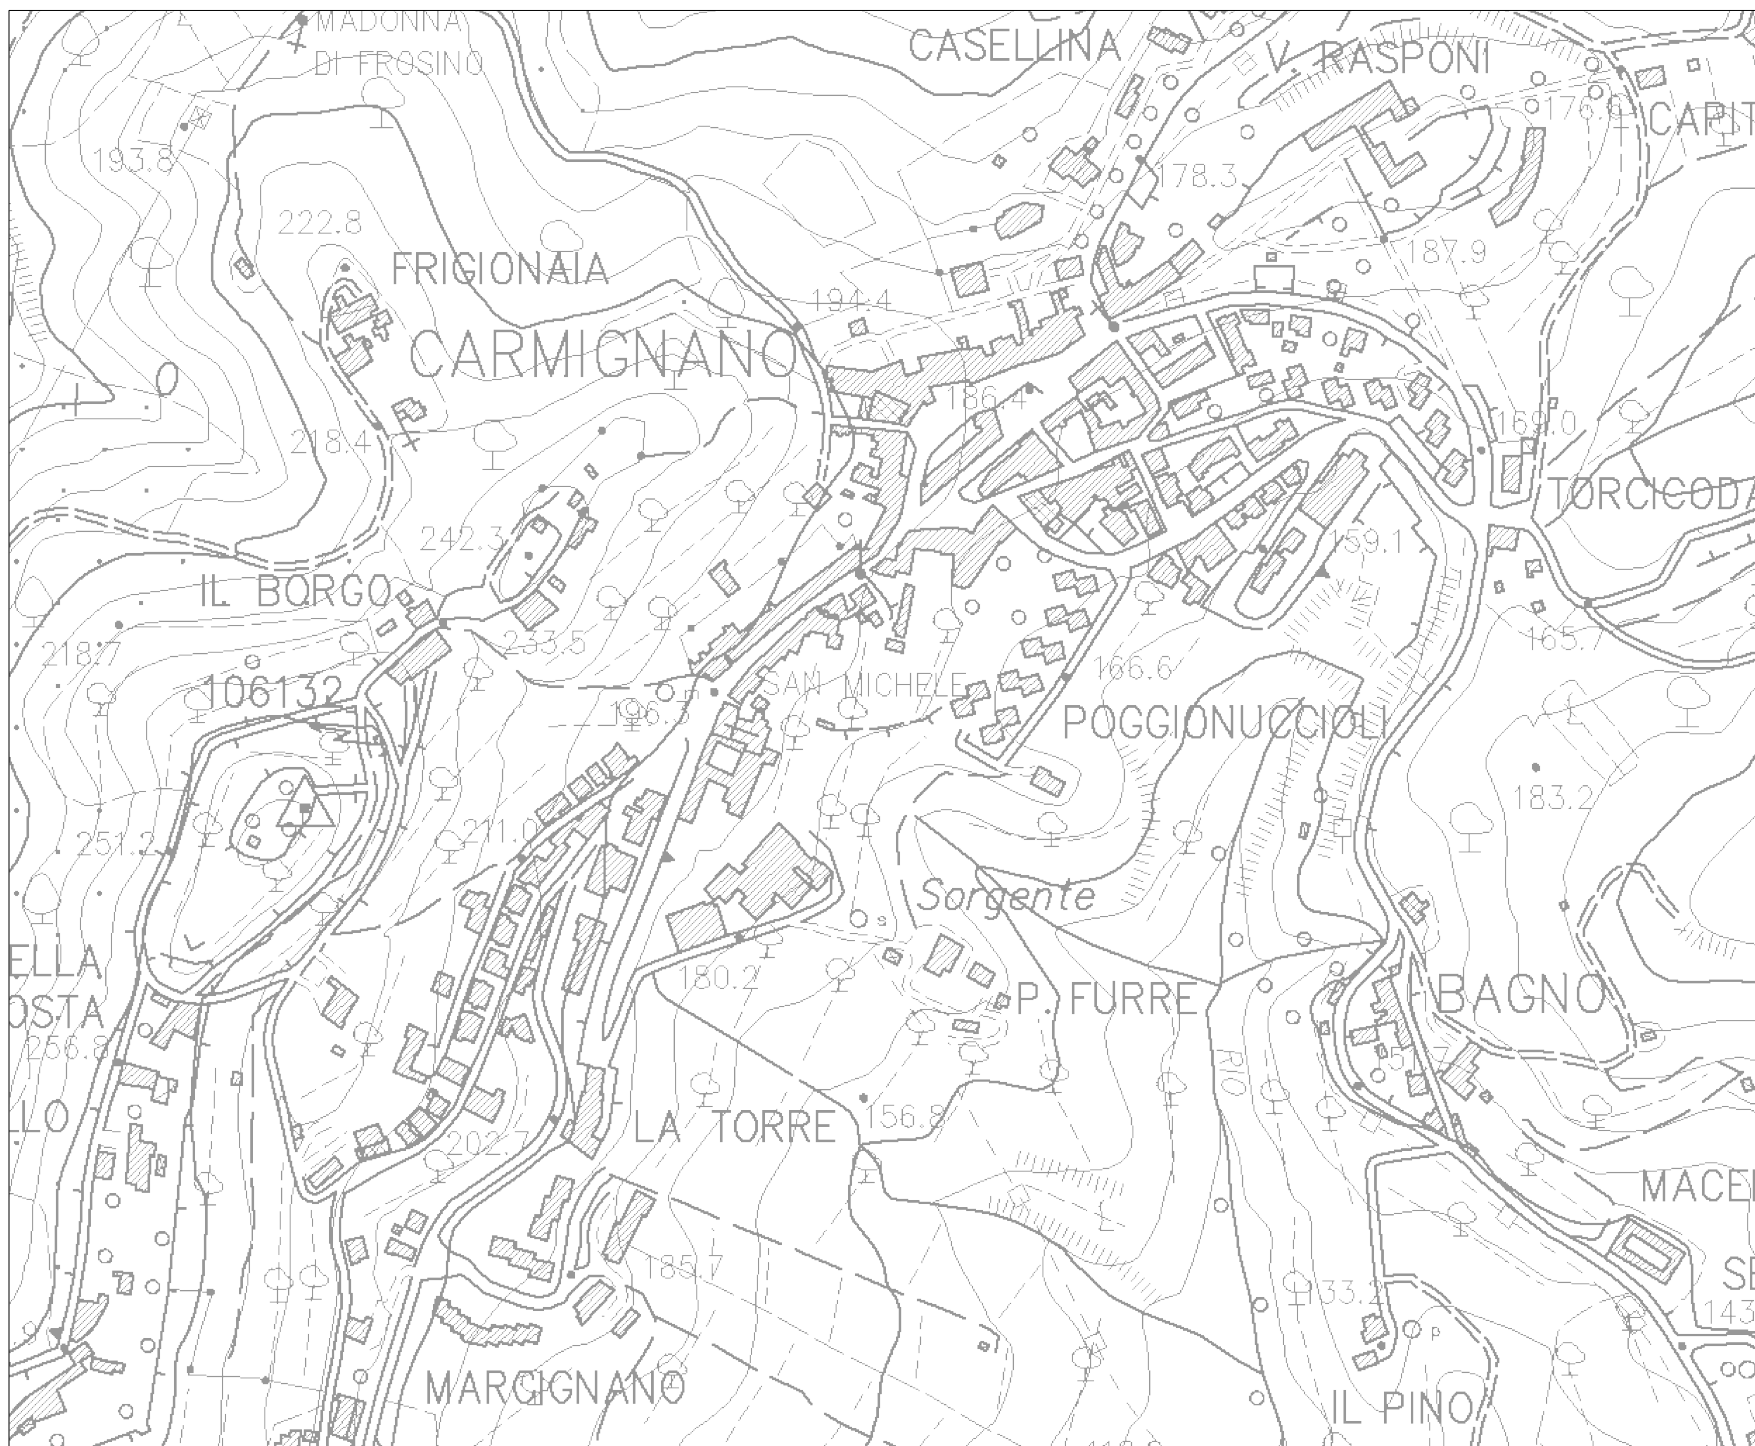 MADONNA
DI FROSINO
CASELLINA
V. RASPONI
176.6
193.8
178.3
222.8
FRIGIONAIA
187.9
194.4
CARMIGNANO
I O
186.4
218.4
169.0
TORCICODA
242.3
159.1
IL BORGO
233.5
165.7
218.7
166.6
106132
SAN MICHELE
196.3
POGGIONUCCIOLI
183.2
211.0
251.2
Sorgente
s
ELLA
180.2
OSTA
P. FURRE
BAGNO
256.8
RIO
LLO
LA TORRE
156.8
202.7
MACE
185.7
133.2
SE
143
.9
p
MARGIGNANO
IL PINO